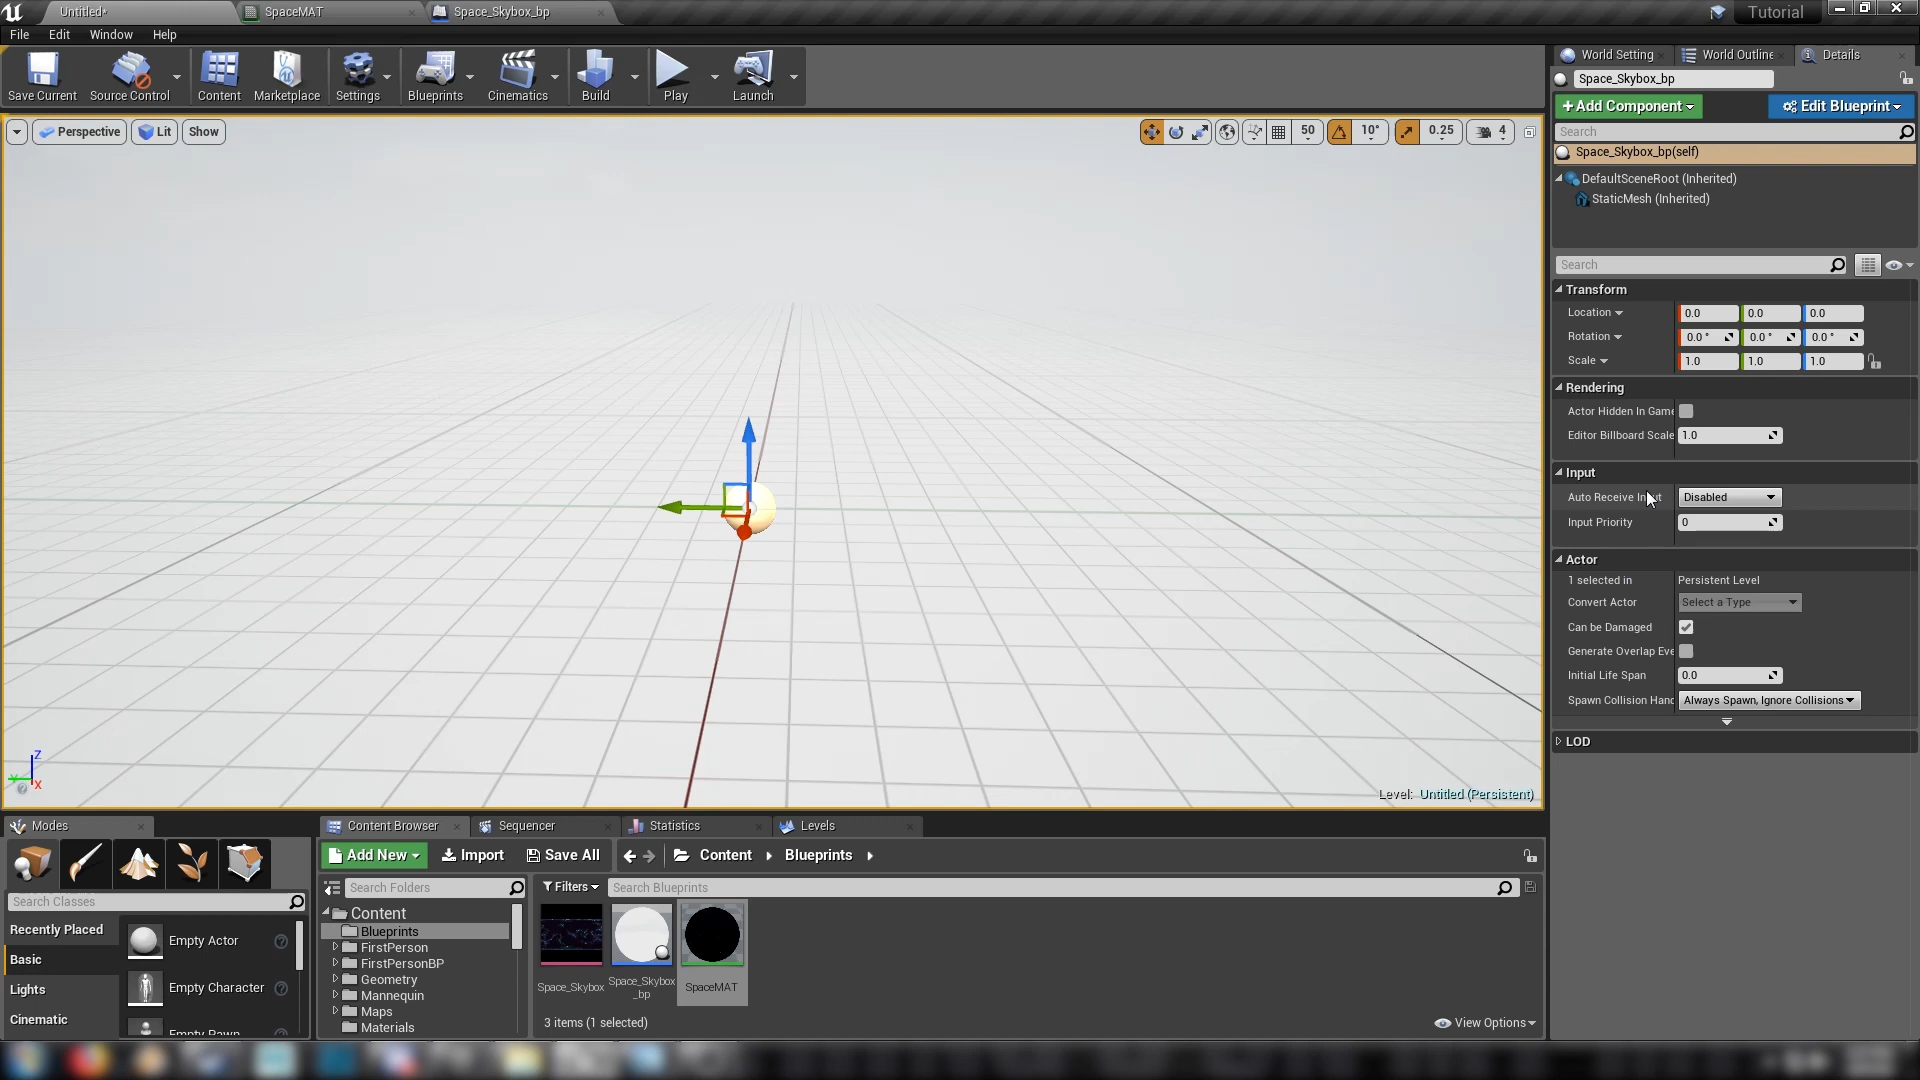 Untitled*
SpaceMAT
Space_Skybox_bp
Tutorial
File Edit Window Help
Save Current
Source Control
Content
Marketplace
Settings
Blueprints
Cinematics
Build
Play
Launch
Perspective
Lit
Show
50
10°
0.25
4
World Setting
World Outline
Details
Space_Skybox_bp
+Add Component
Edit Blueprint
Search
Space_Skybox_bp(self)
DefaultSceneRoot (Inherited)
StaticMesh (Inherited)
Search
Transform
Location 0.0 0.0 0.0
Rotation 0.0 ° 0.0 ° 0.0 °
Scale 1.0 1.0 1.0
Rendering
Actor Hidden In Game
Editor Billboard Scale 1.0
Input
Auto Receive Input Disabled
Input Priority 0
Actor
1 selected in Persistent Level
Convert Actor Select a Type
Can be Damaged
Generate Overlap Eve
Initial Life Span 0.0
Spawn Collision Hanc Always Spawn, Ignore Collisions
LOD
Z
Y
X
Level: Untitled (Persistent)
Modes
Search Classes
Recently Placed
Basic
Lights
Cinematic
Empty Actor
Empty Character
Empty Pawn
Content Browser
Sequencer
Statistics
Levels
Add New
Import
Save All
Content
Blueprints
Search Folders
Filters
Search Blueprints
Content
Blueprints
FirstPerson
FirstPersonBP
Geometry
Mannequin
Maps
Materials
Space_Skybox
Space_Skybox
_bp
SpaceMAT
3 items (1 selected)
View Options